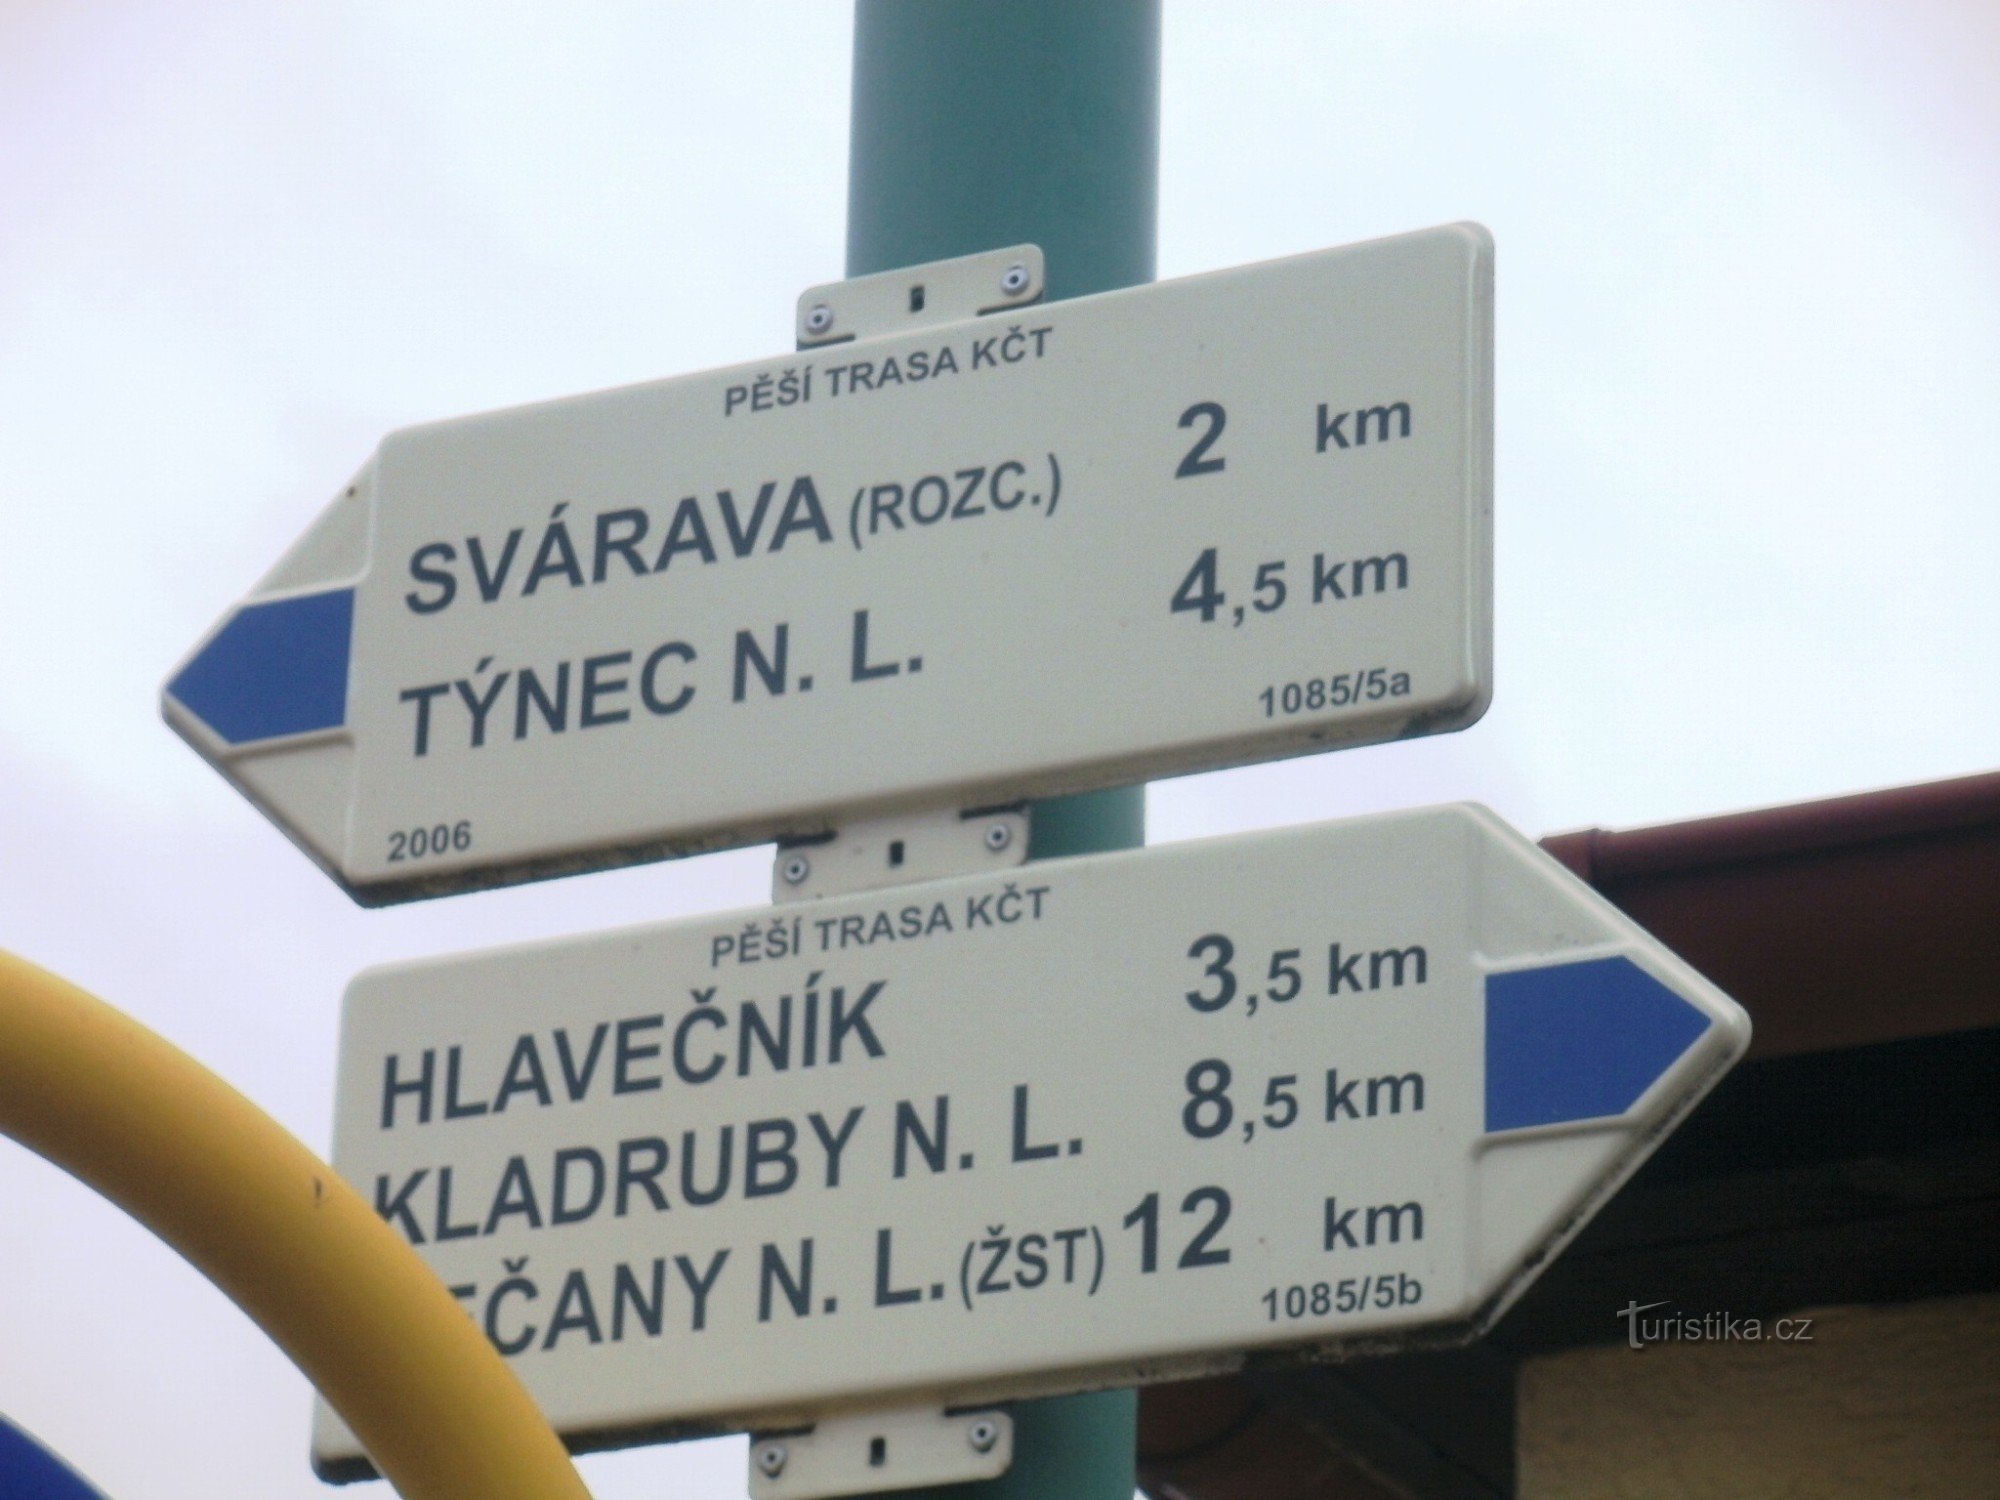 PĚŠÍ TRASA KČT
SVÁRAVA (ROZC.) 2 km
TÝNEC N. L. 4,5 km
1085/5a
2006
PĚŠÍ TRASA KČT
HLAVEČNÍK 3,5 km
KLADRUBY N. L. 8,5 km
N. L. (ŽST) 12 km
1085/5b
Turistika.cz